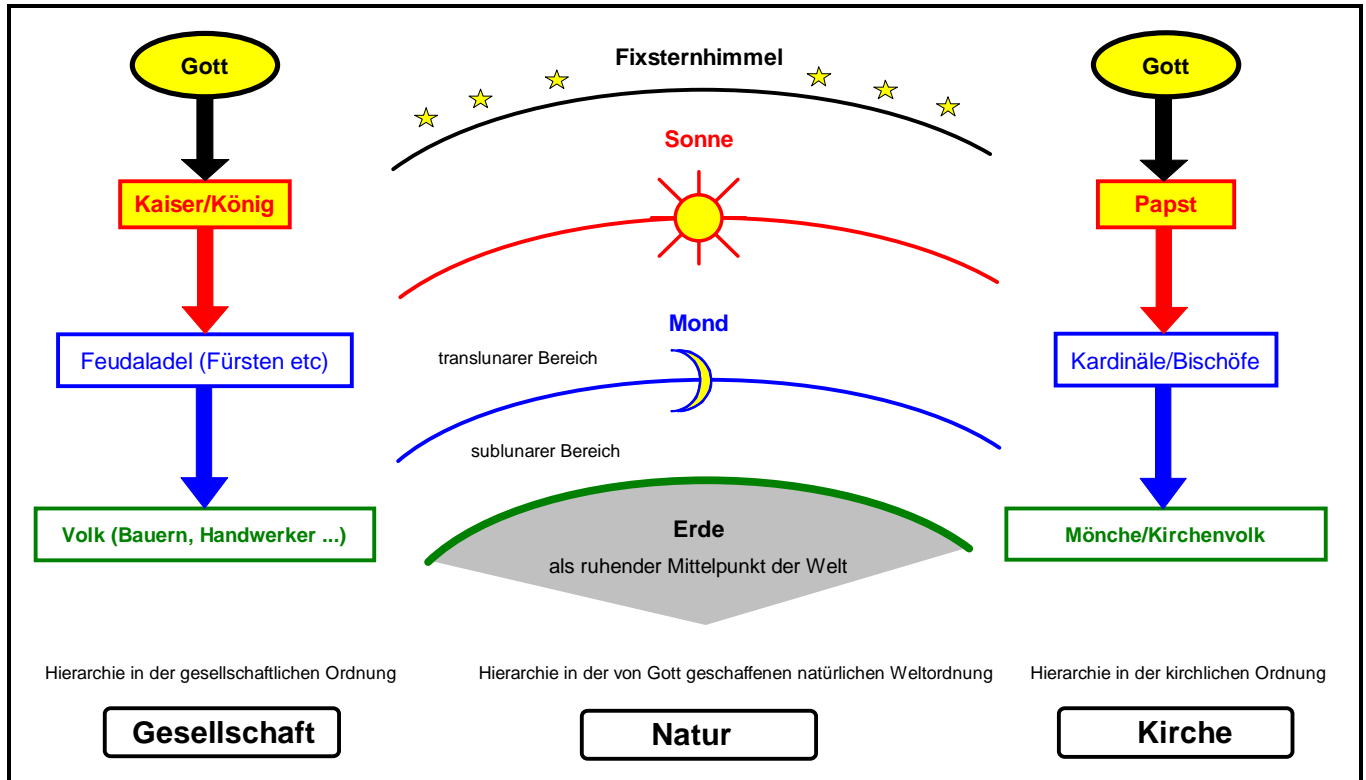 Gott
Kaiser/König
Feudaladel (Fürsten etc)
Volk (Bauern, Handwerker ...)
Hierarchie in der gesellschaftlichen Ordnung
Gesellschaft
Fixsternhimmel
Sonne
Mond
translunarer Bereich
sublunarer Bereich
Erde
als ruhender Mittelpunkt der Welt
Hierarchie in der von Gott geschaffenen natürlichen Weltordnung
Natur
Gott
Papst
Kardinäle/Bischöfe
Mönche/Kirchenvolk
Hierarchie in der kirchlichen Ordnung
Kirche